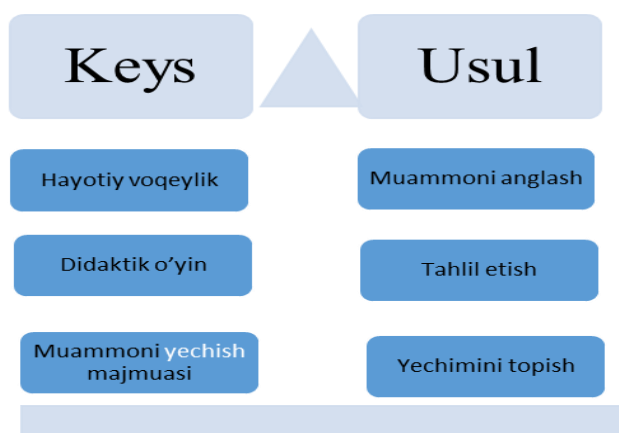 Keys
Usul
Hayotiy voqeylik
Muammoni anglash
Didaktik o’yin
Tahlil etish
Muammoni yechish
majmuasi
Yechimini topish